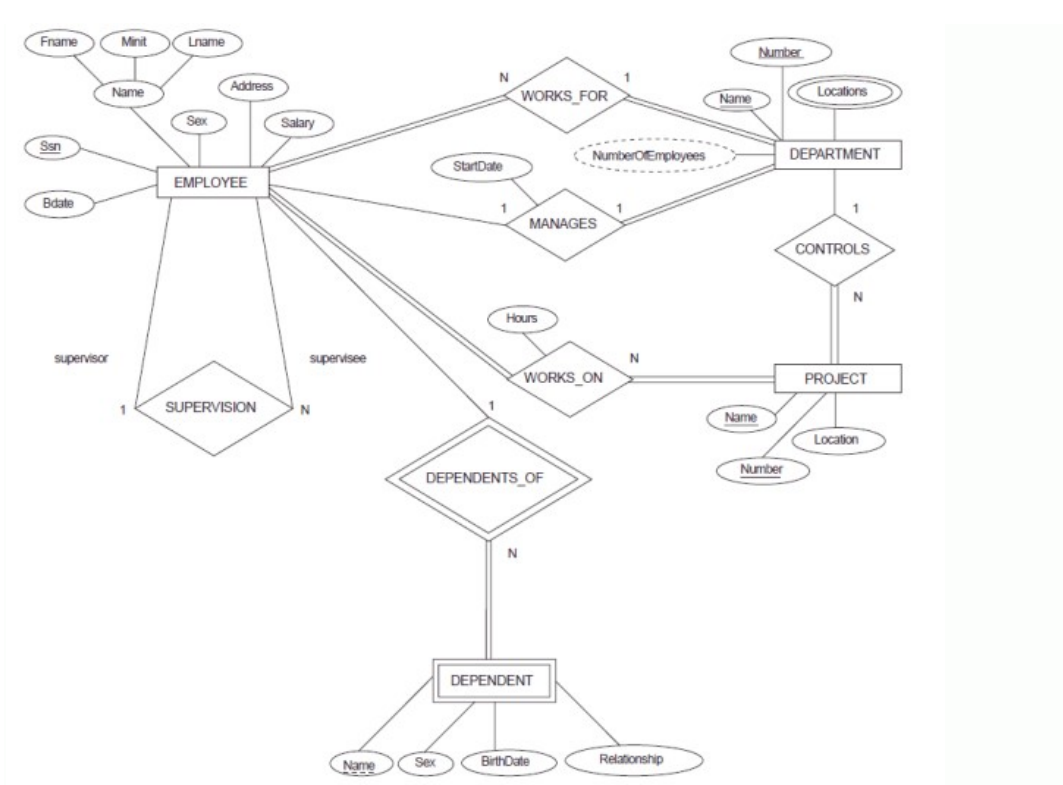 Fname
Minit
Lname
Number
Name
Address
N
1
WORKS_FOR
Name
Locations
Sex
Salary
Ssn
NumberOfEmployees
DEPARTMENT
StartDate
EMPLOYEE
Bdate
1
1
MANAGES
1
CONTROLS
N
Hours
supervisor
supervisee
N
WORKS_ON
PROJECT
1
SUPERVISION
N
1
Name
Location
Number
DEPENDENTS_OF
N
DEPENDENT
Name
Sex
BirthDate
Relationship